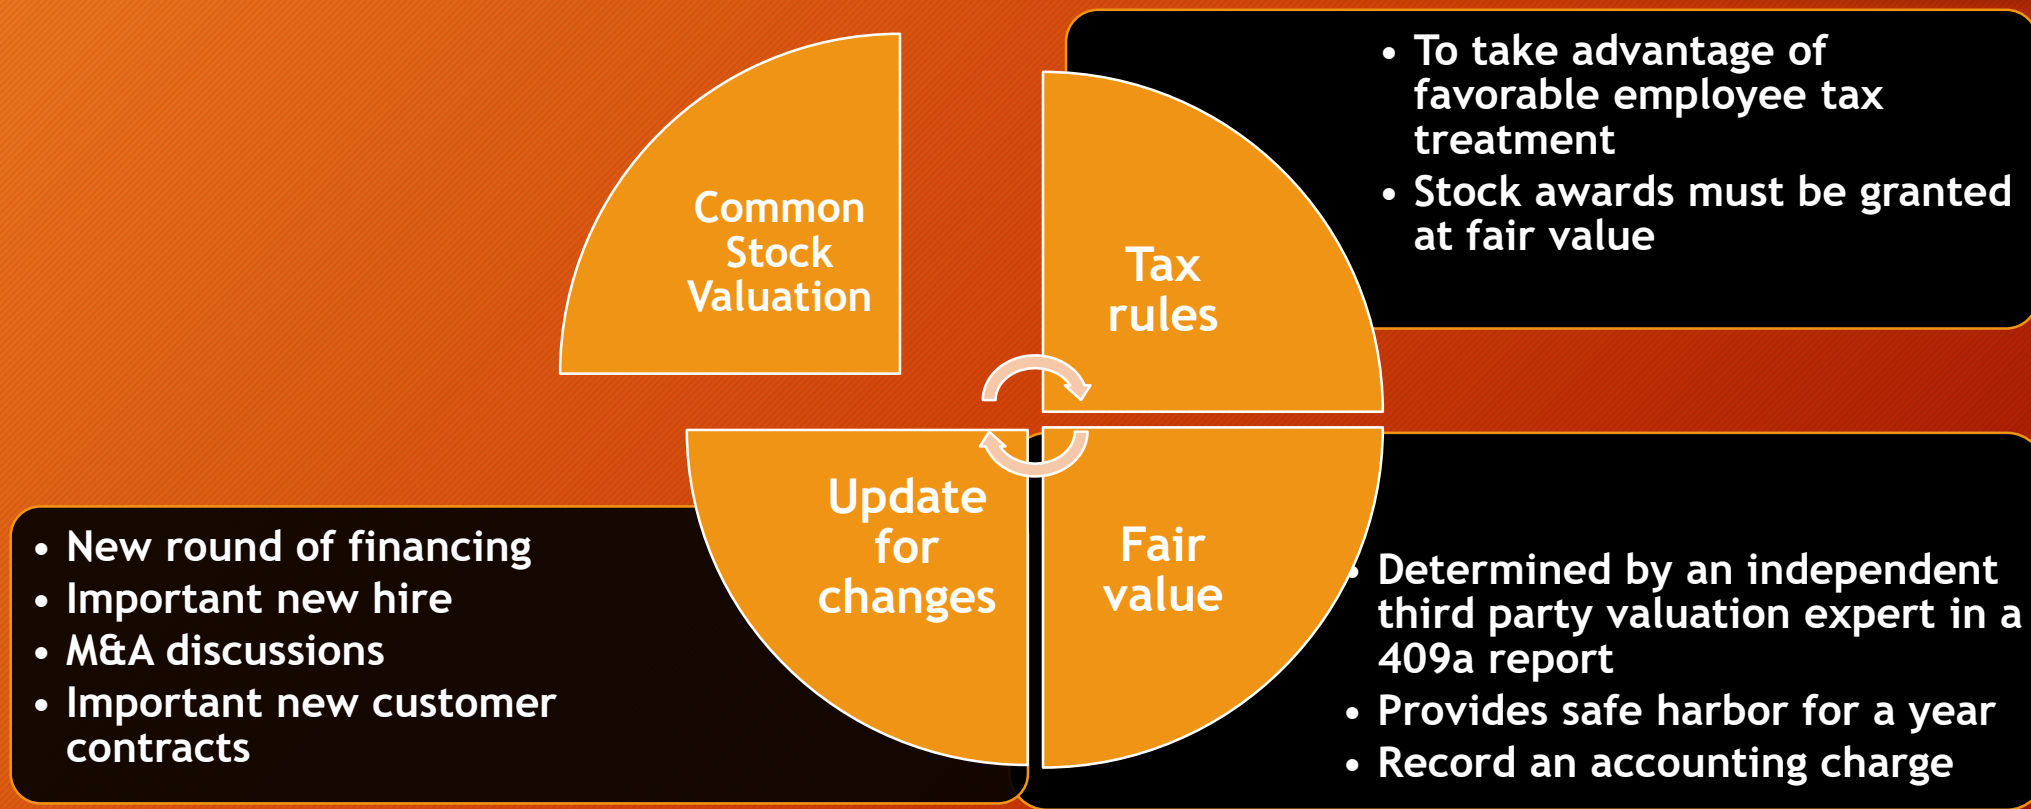 Common
Stock
Valuation
Tax
rules
• To take advantage of
favorable employee tax
treatment
• Stock awards must be granted
at fair value
Update
for
changes
• New round of financing
• Important new hire
• M&A discussions
• Important new customer
contracts
Fair
value
• Determined by an independent
third party valuation expert in a
409a report
• Provides safe harbor for a year
• Record an accounting charge